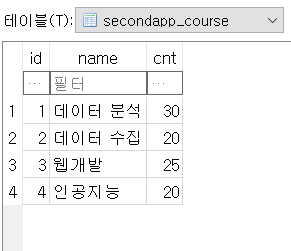 테이블(T): secondapp_course
id name cnt
... 필터 ...
1 1 데이터 분석 30
2 2 데이터 수집 20
3 3 웹개발 25
4 4 인공지능 20